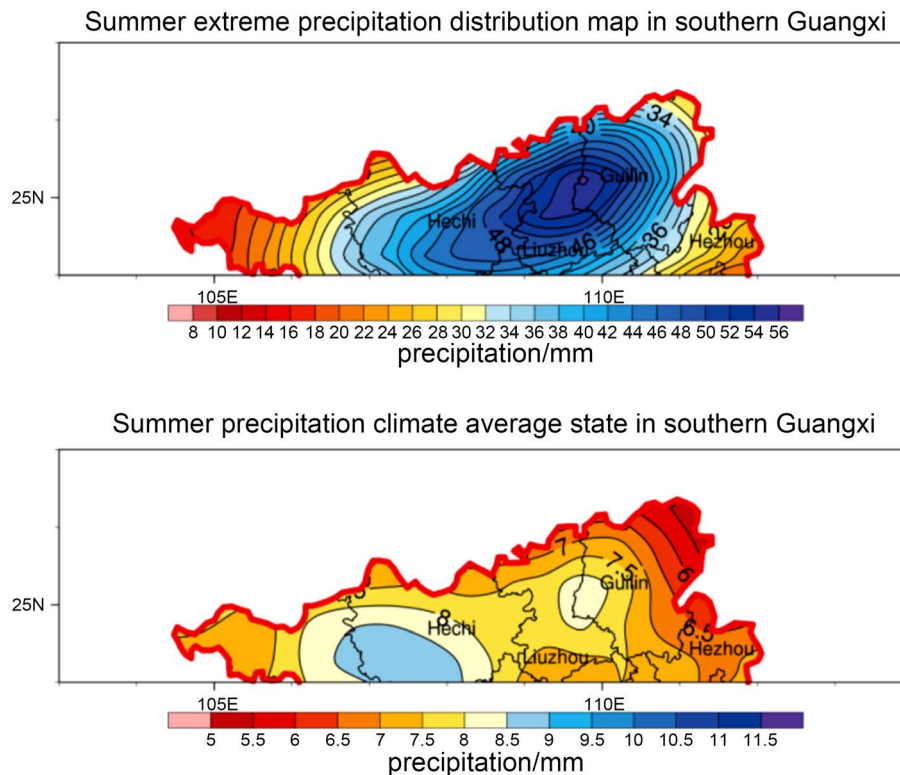 Summer extreme precipitation distribution map in southern Guangxi
34
Guilin
25N
Hechi
48
Liuzhou
46
36
Hezhou
105E
110E
8 10 12 14 16 18 20 22 24 26 28 30 32 34 36 38 40 42 44 46 48 50 52 54 56
precipitation/mm
Summer precipitation climate average state in southern Guangxi
7
7.5
6
Guilin
25N
8
Hechi
6.5
Liuzhou
Hezhou
105E
110E
5 5.5 6 6.5 7 7.5 8 8.5 9 9.5 10 10.5 11 11.5
precipitation/mm